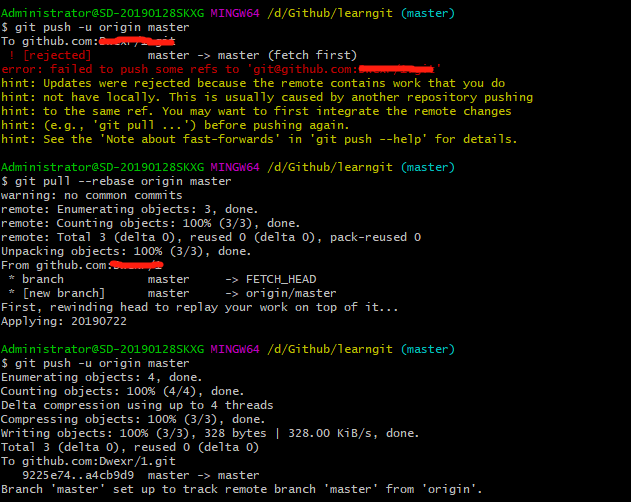 Administrator@SD-20190128SKXG MINGW64 /d/Github/learngit (master)
$ git push -u origin master
To github.com:
 ! [rejected]        master -> master (fetch first)
error: failed to push some refs to 'git@github.com:'
hint: Updates were rejected because the remote contains work that you do
hint: not have locally. This is usually caused by another repository pushing
hint: to the same ref. You may want to first integrate the remote changes
hint: (e.g., 'git pull ...') before pushing again.
hint: See the 'Note about fast-forwards' in 'git push --help' for details.
Administrator@SD-20190128SKXG MINGW64 /d/Github/learngit (master)
$ git pull --rebase origin master
warning: no common commits
remote: Enumerating objects: 3, done.
remote: Counting objects: 100% (3/3), done.
remote: Total 3 (delta 0), reused 0 (delta 0), pack-reused 0
Unpacking objects: 100% (3/3), done.
From github.com:
 * branch            master     -> FETCH_HEAD
 * [new branch]      master     -> origin/master
First, rewinding head to replay your work on top of it...
Applying: 20190722
Administrator@SD-20190128SKXG MINGW64 /d/Github/learngit (master)
$ git push -u origin master
Enumerating objects: 4, done.
Counting objects: 100% (4/4), done.
Delta compression using up to 4 threads
Compressing objects: 100% (3/3), done.
Writing objects: 100% (3/3), 328 bytes | 328.00 KiB/s, done.
Total 3 (delta 0), reused 0 (delta 0)
To github.com:Dwexr/1.git
   9225e74..a4cb9d9  master -> master
Branch 'master' set up to track remote branch 'master' from 'origin'.